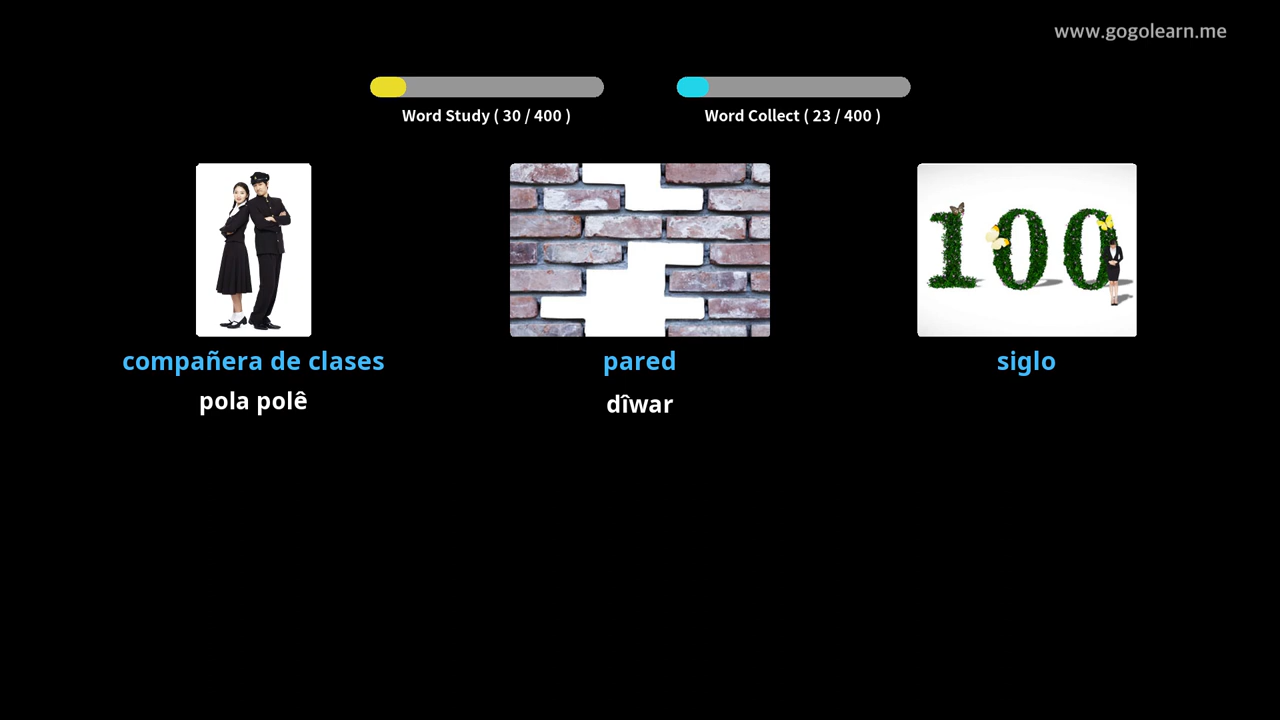 www.gogolearn.me
Word Study ( 30 / 400 )
Word Collect ( 23 / 400 )
100
compañera de clases
pared
siglo
pola polê
dîwar